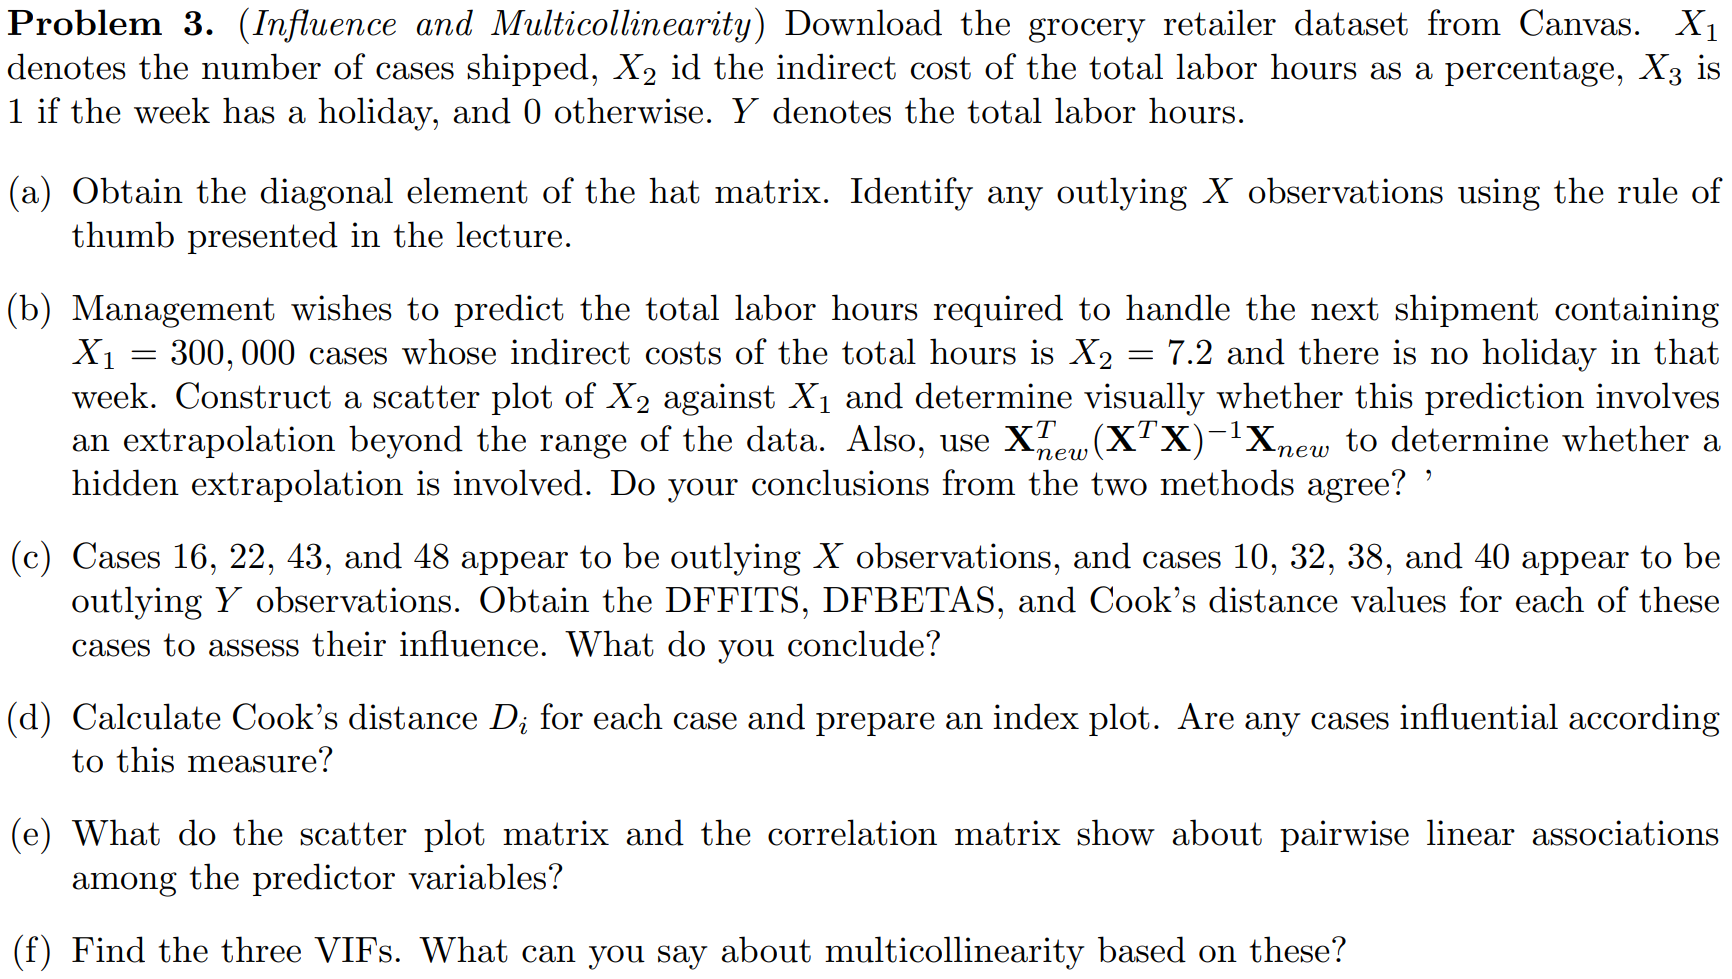 Problem 3. (Influence and Multicollinearity) Download the grocery retailer dataset from Canvas. X₁
denotes the number of cases shipped, X₂ id the indirect cost of the total labor hours as a percentage, X₃ is
1 if the week has a holiday, and 0 otherwise. Y denotes the total labor hours.
(a) Obtain the diagonal element of the hat matrix. Identify any outlying X observations using the rule of
thumb presented in the lecture.
(b) Management wishes to predict the total labor hours required to handle the next shipment containing
X₁ = 300, 000 cases whose indirect costs of the total hours is X₂ = 7.2 and there is no holiday in that
week. Construct a scatter plot of X₂ against X₁ and determine visually whether this prediction involves
an extrapolation beyond the range of the data. Also, use X_{new}^T(X^TX)^{-1}X_{new} to determine whether a
hidden extrapolation is involved. Do your conclusions from the two methods agree? ’
(c) Cases 16, 22, 43, and 48 appear to be outlying X observations, and cases 10, 32, 38, and 40 appear to be
outlying Y observations. Obtain the DFFITS, DFBETAS, and Cook’s distance values for each of these
cases to assess their influence. What do you conclude?
(d) Calculate Cook’s distance D_i for each case and prepare an index plot. Are any cases influential according
to this measure?
(e) What do the scatter plot matrix and the correlation matrix show about pairwise linear associations
among the predictor variables?
(f) Find the three VIFs. What can you say about multicollinearity based on these?